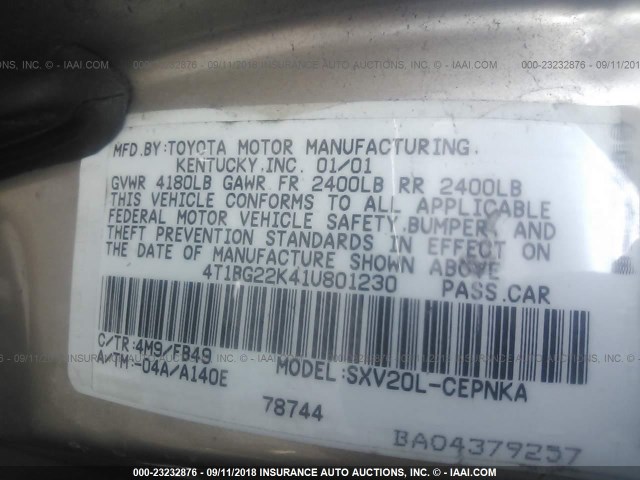 000-23232876 - 09/11/2018 INSURANCE AUTO AUCTIONS, INC. © - IAAI.COM
MFD.BY:TOYOTA MOTOR MANUFACTURING.
KENTUCKY,INC. 01/01
GVWR 4180LB GAWR FR 2400LB RR 2400LB
THIS VEHICLE CONFORMS TO ALL APPLICABLE
FEDERAL MOTOR VEHICLE SAFETY,BUMPER, AND
THEFT PREVENTION STANDARDS IN EFFECT ON
THE DATE OF MANUFACTURE SHOWN ABOVE
4T1BG22K41U801230 PASS.CAR
C/TR:4M9/FB49
A/TM:-04A/A140E
MODEL:SXV20L-CEPNKA
78744
BA04379257
000-23232876 - 09/11/2018 INSURANCE AUTO AUCTIONS, INC. © - IAAI.COM